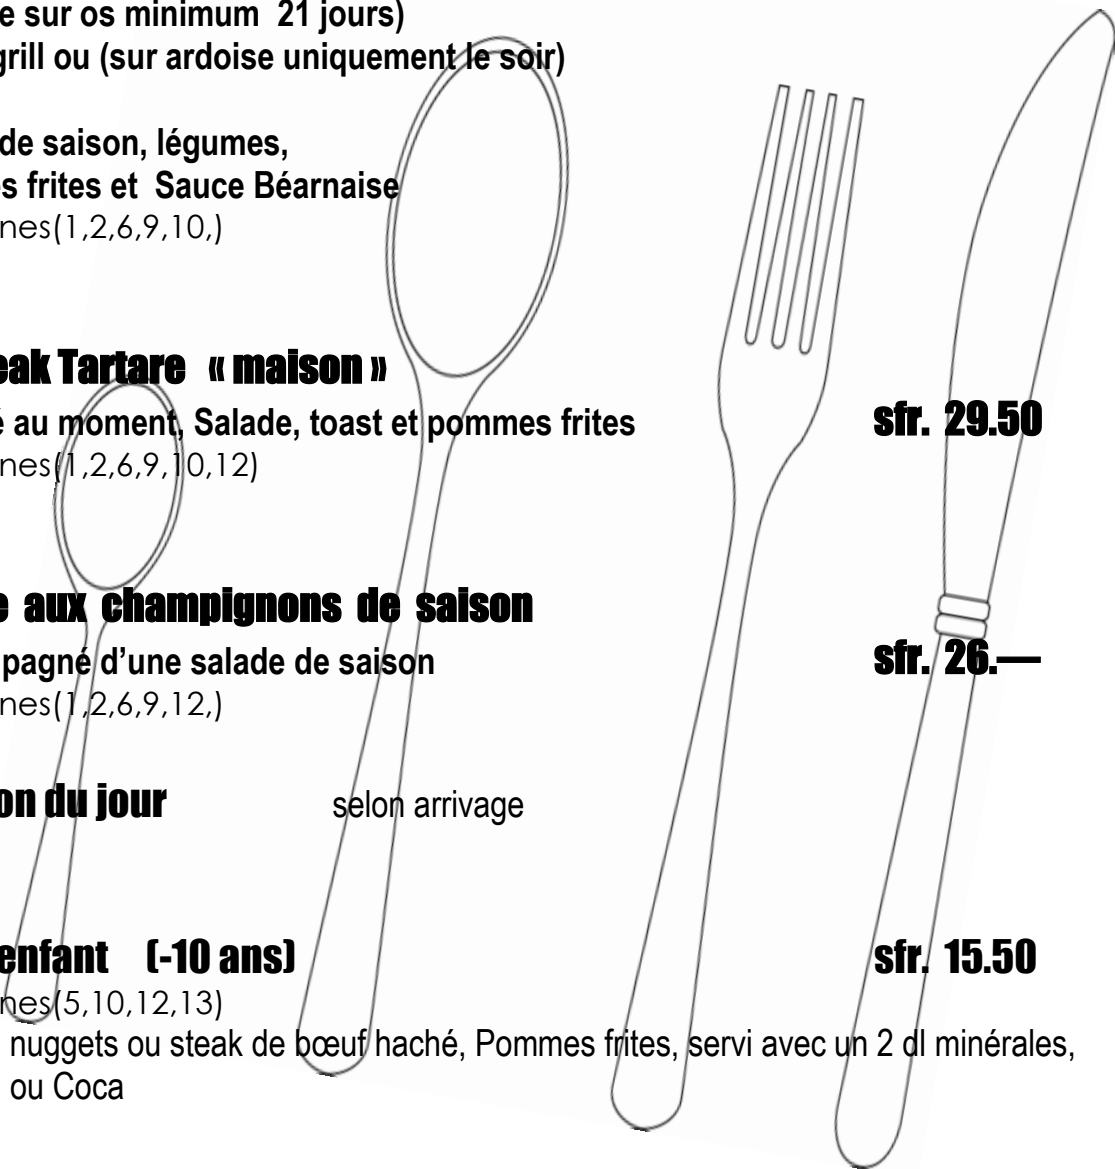 e sur os minimum 21 jours)
grill ou (sur ardoise uniquement le soir)
de saison, légumes,
s frites et Sauce Béarnaise
nes(1,2,6,9,10,)
eak Tartare « maison »
é au moment, Salade, toast et pommes frites sfr. 29.50
nes(1,2,6,9,10,12)
e aux champignons de saison
pagné d’une salade de saison sfr. 26.—
nes(1,2,6,9,12,)
on du jour selon arrivage
enfant (-10 ans) sfr. 15.50
nes(5,10,12,13)
nuggets ou steak de bœuf haché, Pommes frites, servi avec un 2 dl minérales,
ou Coca